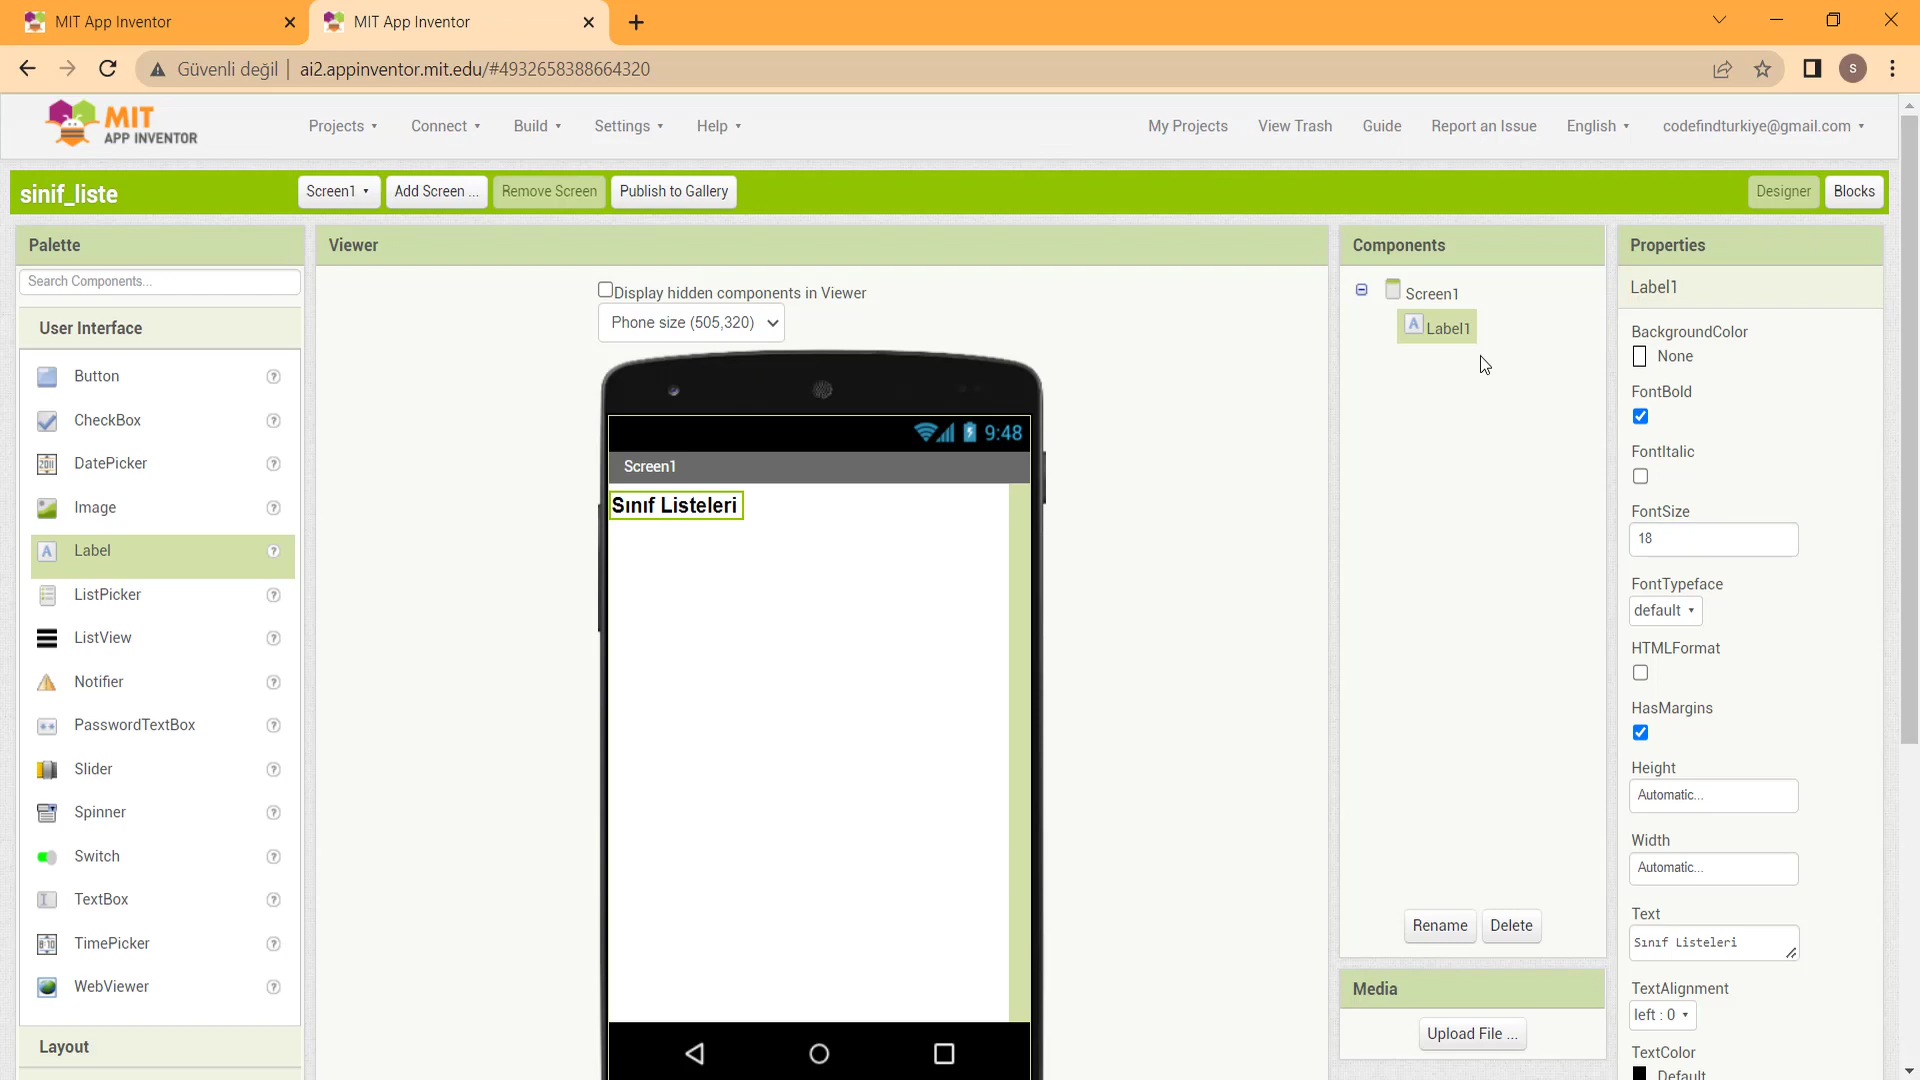 MIT App Inventor
MIT App Inventor
Güvenli değil
ai2.appinventor.mit.edu/#4932658388664320
S
MIT
APP INVENTOR
Projects
Connect
Build
Settings
Help
My Projects
View Trash
Guide
Report an Issue
English
codefindturkiye@gmail.com
sinif_liste
Screen1
Add Screen ...
Remove Screen
Publish to Gallery
Designer
Blocks
Palette
Search Components...
User Interface
Button
CheckBox
DatePicker
Image
Label
ListPicker
ListView
Notifier
PasswordTextBox
Slider
Spinner
Switch
TextBox
TimePicker
WebViewer
Layout
Viewer
Display hidden components in Viewer
Phone size (505,320)
9:48
Screen1
Sınıf Listeleri
Components
Screen1
Label1
Rename
Delete
Media
Upload File ...
Properties
Label1
BackgroundColor
None
FontBold
FontItalic
FontSize
18
FontTypeface
default
HTMLFormat
HasMargins
Height
Automatic...
Width
Automatic...
Text
Sınıf Listeleri
TextAlignment
left : 0
TextColor
Default